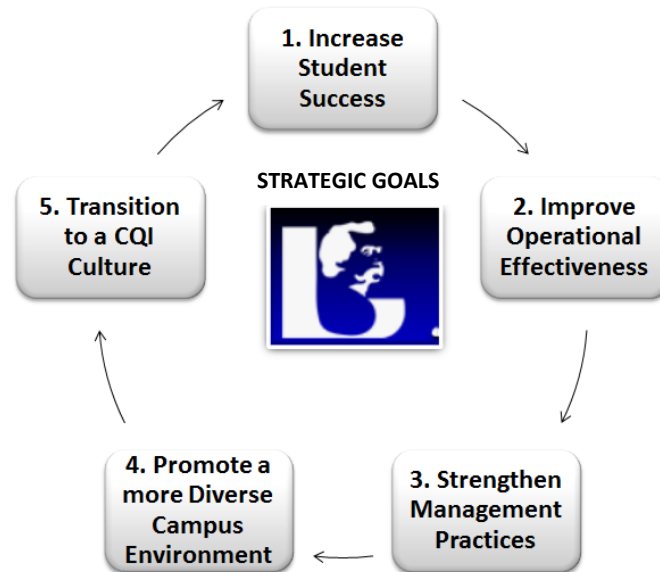 1. Increase
Student
Success
STRATEGIC GOALS
5. Transition
to a CQI
Culture
2. Improve
Operational
Effectiveness
4. Promote a
more Diverse
Campus
Environment
3. Strengthen
Management
Practices